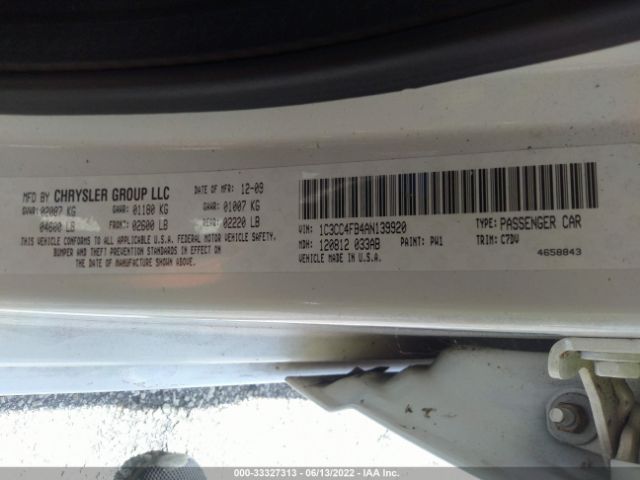 MFD BY CHRYSLER GROUP LLC
DATE OF MFR: 12-09
GVWR: 02087 KG
GAWR: 01180 KG
GAWR: 01007 KG
04600 LB
FRONT: 02600 LB
REAR: 02220 LB
THIS VEHICLE CONFORMS TO ALL APPLICABLE U.S.A. FEDERAL MOTOR VEHICLE SAFETY,
BUMPER AND THEFT PREVENTION STANDARDS IN EFFECT ON
THE DATE OF MANUFACTURE SHOWN ABOVE.
VIN: 1C3CC4FB4AN139920
TYPE: PASSENGER CAR
MDH: 120812 033AB
PAINT: PW1
TRIM: C7DV
VEHICLE MADE IN U.S.A.
4658843
000-33327313 - 06/13/2022 - IAA Inc.